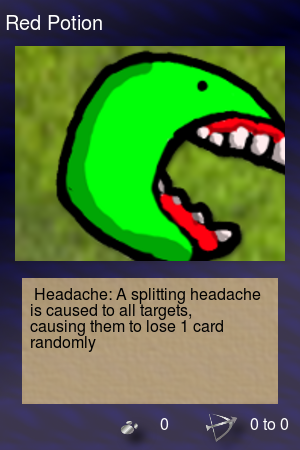 Red Potion
Headache: A splitting headache
is caused to all targets,
causing them to lose 1 card
randomly
0
0 to 0